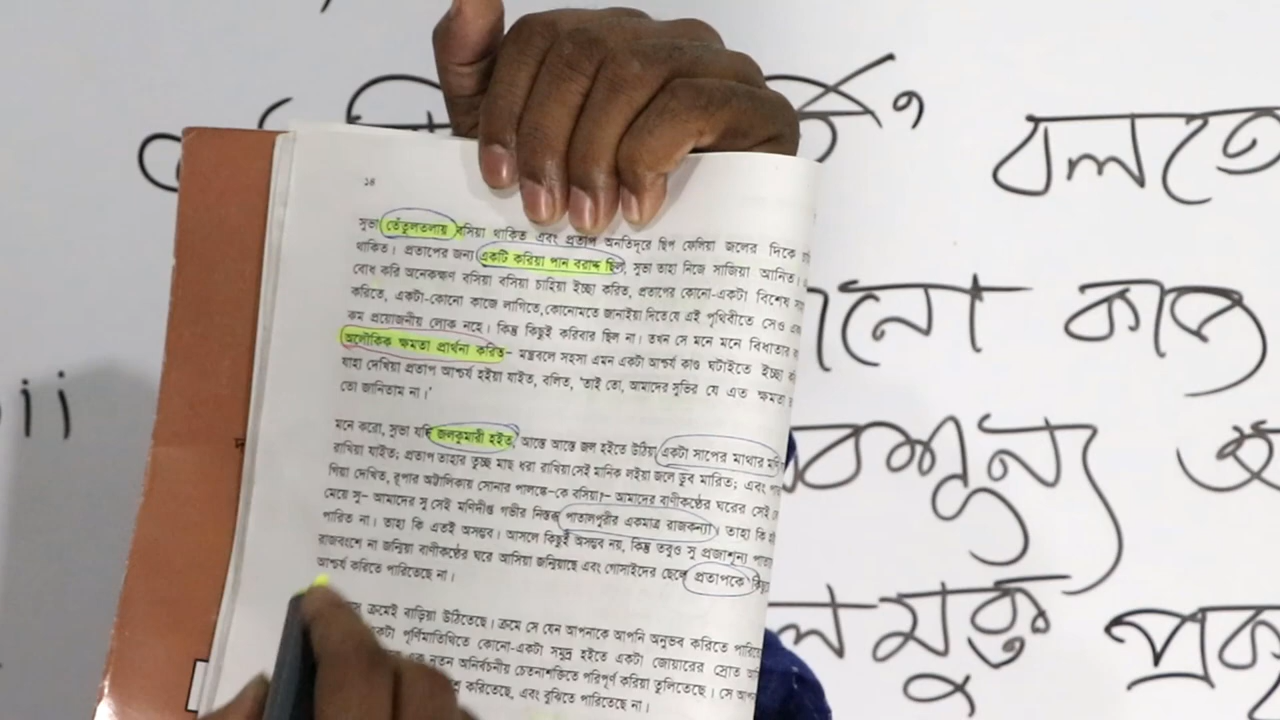 ১৪
সুভা তেঁতুলতলায় বসিয়া থাকিত এবং প্রতাপ অনতিদূরে ছিপ ফেলিয়া জলের দিকে
থাকিত। প্রতাপের জন্য একটি করিয়া পান বরাদ্দ ছিল, সুভা তাহা নিজে সাজিয়া আনিত।
বোধ করি অনেকক্ষণ বসিয়া বসিয়া চাহিয়া ইচ্ছা করিত, প্রতাপের কোনো-একটা বিশেষ
করিতে, একটা-কোনো কাজে লাগিতে, কোনোমতে জানাইয়া দিতে যে এই পৃথিবীতে সেও
কম প্রয়োজনীয় লোক নহে। কিন্তু কিছুই করিবার ছিল না। তখন সে মনে মনে বিধাতার
অলৌকিক ক্ষমতা প্রার্থনা করিত– মন্ত্রবলে সহসা এমন একটা আশ্চর্য কাণ্ড ঘটাইতে ইচ্ছা
যাহা দেখিয়া প্রতাপ আশ্চর্য হইয়া যাইত, বলিত, 'তাই তো, আমাদের সুভির যে এত ক্ষমতা
তো জানিতাম না।'
মনে করো, সুভা যদি জলকুমারী হইত, আস্তে আস্তে জল হইতে উঠিয়া একটা সাপের মাথার
রাখিয়া যাইত; প্রতাপ তাহার তুচ্ছ মাছ ধরা রাখিয়া সেই মানিক লইয়া জলে ডুব মারিত; এবং
গিয়া দেখিত, রূপার অট্টালিকায় সোনার পালঙ্কে–কে বসিয়া?– আমাদের বাণীকণ্ঠের ঘরের সেই
মেয়ে সু– আমাদের সু সেই মণিদীপ্ত গভীর নিস্তব্ধ পাতালপুরীর একমাত্র রাজকন্যা। তাহা কি
পারিত না। তাহা কি এতই অসম্ভব। আসলে কিছুই অসম্ভব নয়, কিন্তু তবুও সু প্রজাশূন্য
রাজবংশে না জন্মিয়া বাণীকণ্ঠের ঘরে আসিয়া জন্মিয়াছে এবং গোসাইদের ছেলে প্রতাপকে
আশ্চর্য করিতে পারিতেছে না।
ক্রমেই বাড়িয়া উঠিতেছে। ক্রমে সে যেন আপনাকে আপনি অনুভব করিতে
পূর্ণিমাতিথিতে কোনো-একটা সমুদ্র হইতে একটা জোয়ারের স্রোত
এক নূতন অনির্বচনীয় চেতনাশক্তিতে পরিপূর্ণ করিয়া তুলিতেছে। সে
করিতেছে, এবং বুঝিতে পারিতেছে না।
বলতে
কাজ
ii